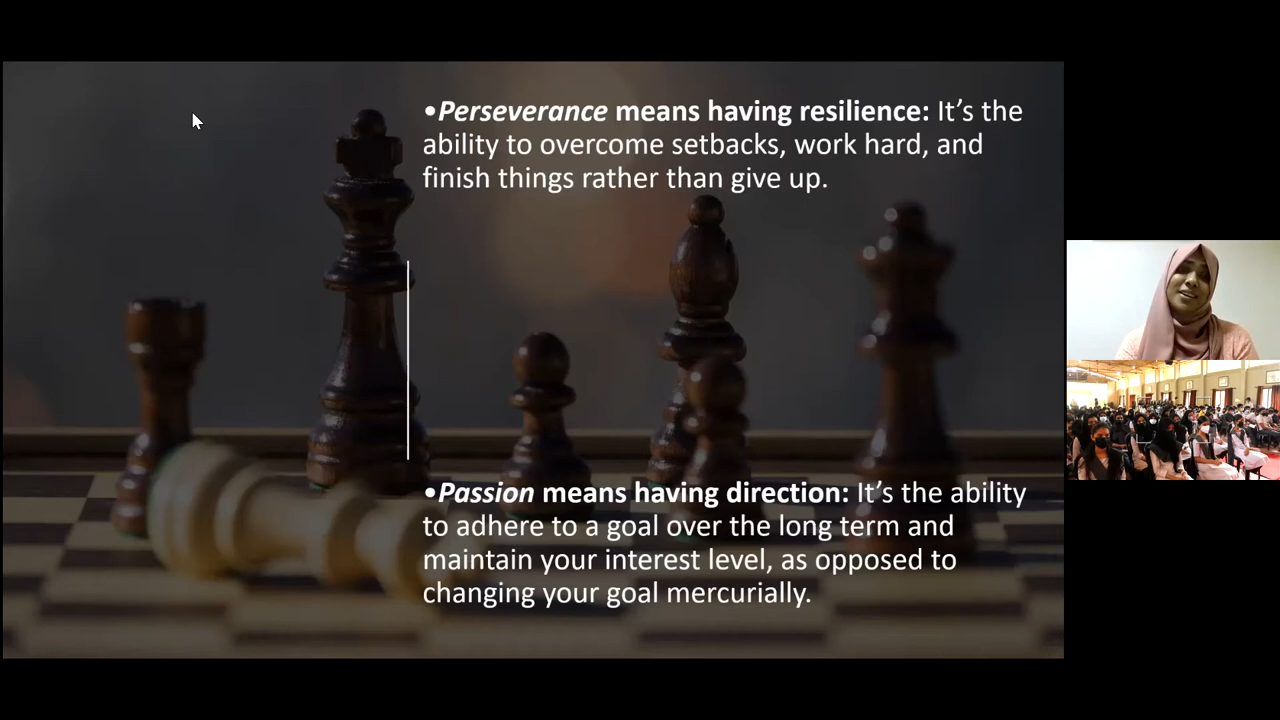 •Perseverance means having resilience: It’s the
ability to overcome setbacks, work hard, and
finish things rather than give up.
•Passion means having direction: It’s the ability
to adhere to a goal over the long term and
maintain your interest level, as opposed to
changing your goal mercurially.